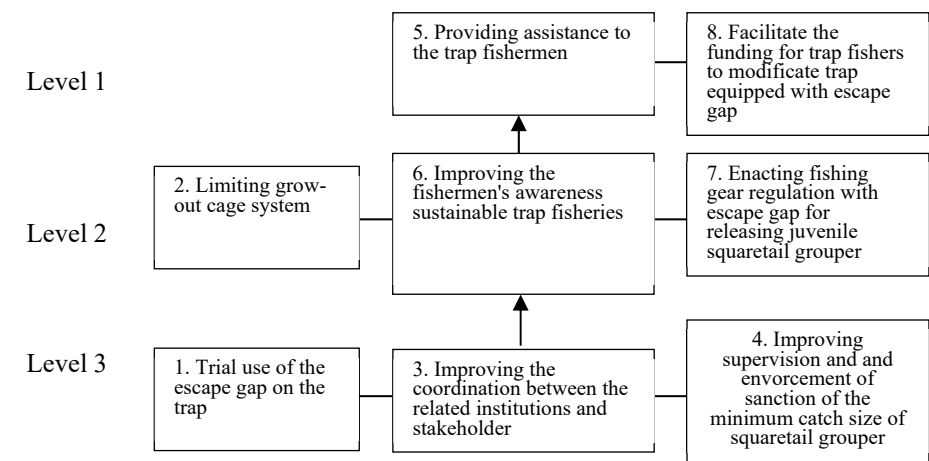 Level 1
5. Providing assistance to
the trap fishermen
8. Facilitate the
funding for trap fishers
to modificate trap
equipped with escape
gap
Level 2
2. Limiting grow-
out cage system
6. Improving the
fishermen's awareness
sustainable trap fisheries
7. Enacting fishing
gear regulation with
escape gap for
releasing juvenile
squaretail grouper
Level 3
1. Trial use of the
escape gap on the
trap
3. Improving the
coordination between the
related institutions and
stakeholder
4. Improving
supervision and and
envorcement of
sanction of the
minimum catch size of
squaretail grouper